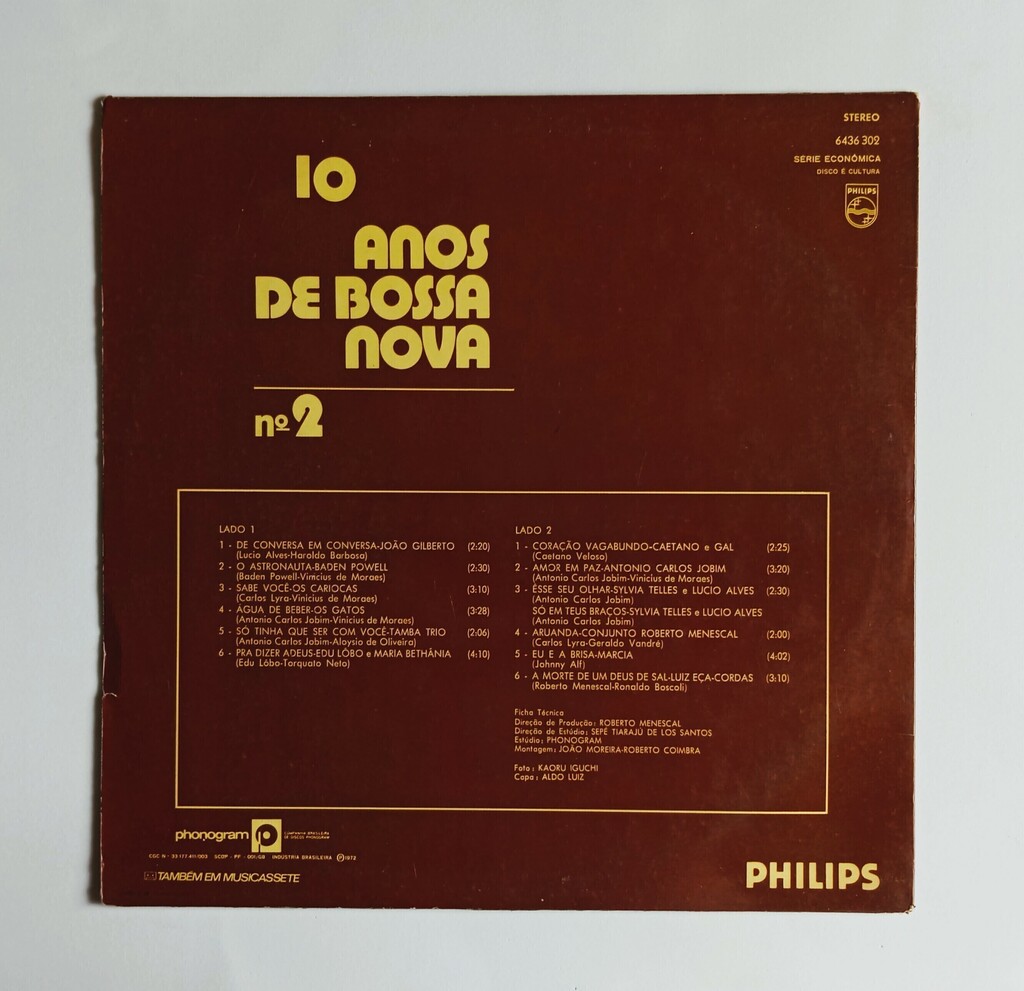 STEREO
6436 302
SÉRIE ECONÔMICA
DISCO É CULTURA
PHILIPS
10
ANOS
DE BOSSA
NOVA
nº 2
LADO 1
1 - DE CONVERSA EM CONVERSA-JOÃO GILBERTO (2:20)
(Lucio Alves-Haroldo Barbosa)
2 - O ASTRONAUTA-BADEN POWELL (2:30)
(Baden Powell-Vimcius de Moraes)
3 - SABE VOCÊ-OS CARIOCAS (3:10)
(Carlos Lyra-Vinicius de Moraes)
4 - ÁGUA DE BEBER-OS GATOS (3:28)
(Antonio Carlos Jobim-Vinicius de Moraes)
5 - SÓ TINHA QUE SER COM VOCÊ-TAMBA TRIO (2:06)
(Antonio Carlos Jobim-Aloysio de Oliveira)
6 - PRA DIZER ADEUS-EDU LÔBO e MARIA BETHÂNIA (4:10)
(Edu Lôbo-Torquato Neto)
LADO 2
1 - CORAÇÃO VAGABUNDO-CAETANO e GAL (2:25)
(Caetano Veloso)
2 - AMOR EM PAZ-ANTONIO CARLOS JOBIM (3:20)
(Antonio Carlos Jobim-Vinicius de Moraes)
3 - ÊSSE SEU OLHAR-SYLVIA TELLES e LUCIO ALVES (2:30)
(Antonio Carlos Jobim)
SÓ EM TEUS BRAÇOS-SYLVIA TELLES e LUCIO ALVES
(Antonio Carlos Jobim)
4 - ARUANDA-CONJUNTO ROBERTO MENESCAL (2:00)
(Carlos Lyra-Geraldo Vandré)
5 - EU E A BRISA-MARCIA (4:02)
(Johnny Alf)
6 - A MORTE DE UM DEUS DE SAL-LUIZ EÇA-CORDAS (3:10)
(Roberto Menescal-Ronaldo Boscoli)
Ficha Técnica
Direção de Produção: ROBERTO MENESCAL
Direção de Estúdio: SEPÉ TIARAJÚ DE LOS SANTOS
Estúdio: PHONOGRAM
Montagem: JOÃO MOREIRA-ROBERTO COIMBRA
Foto: KAORU IGUCHI
Capa: ALDO LUIZ
phonogram
COMPANHIA BRASILEIRA
DE DISCOS PHONOGRAM
INDÚSTRIA BRASILEIRA ℗1972
TAMBÉM EM MUSICASSETE
PHILIPS